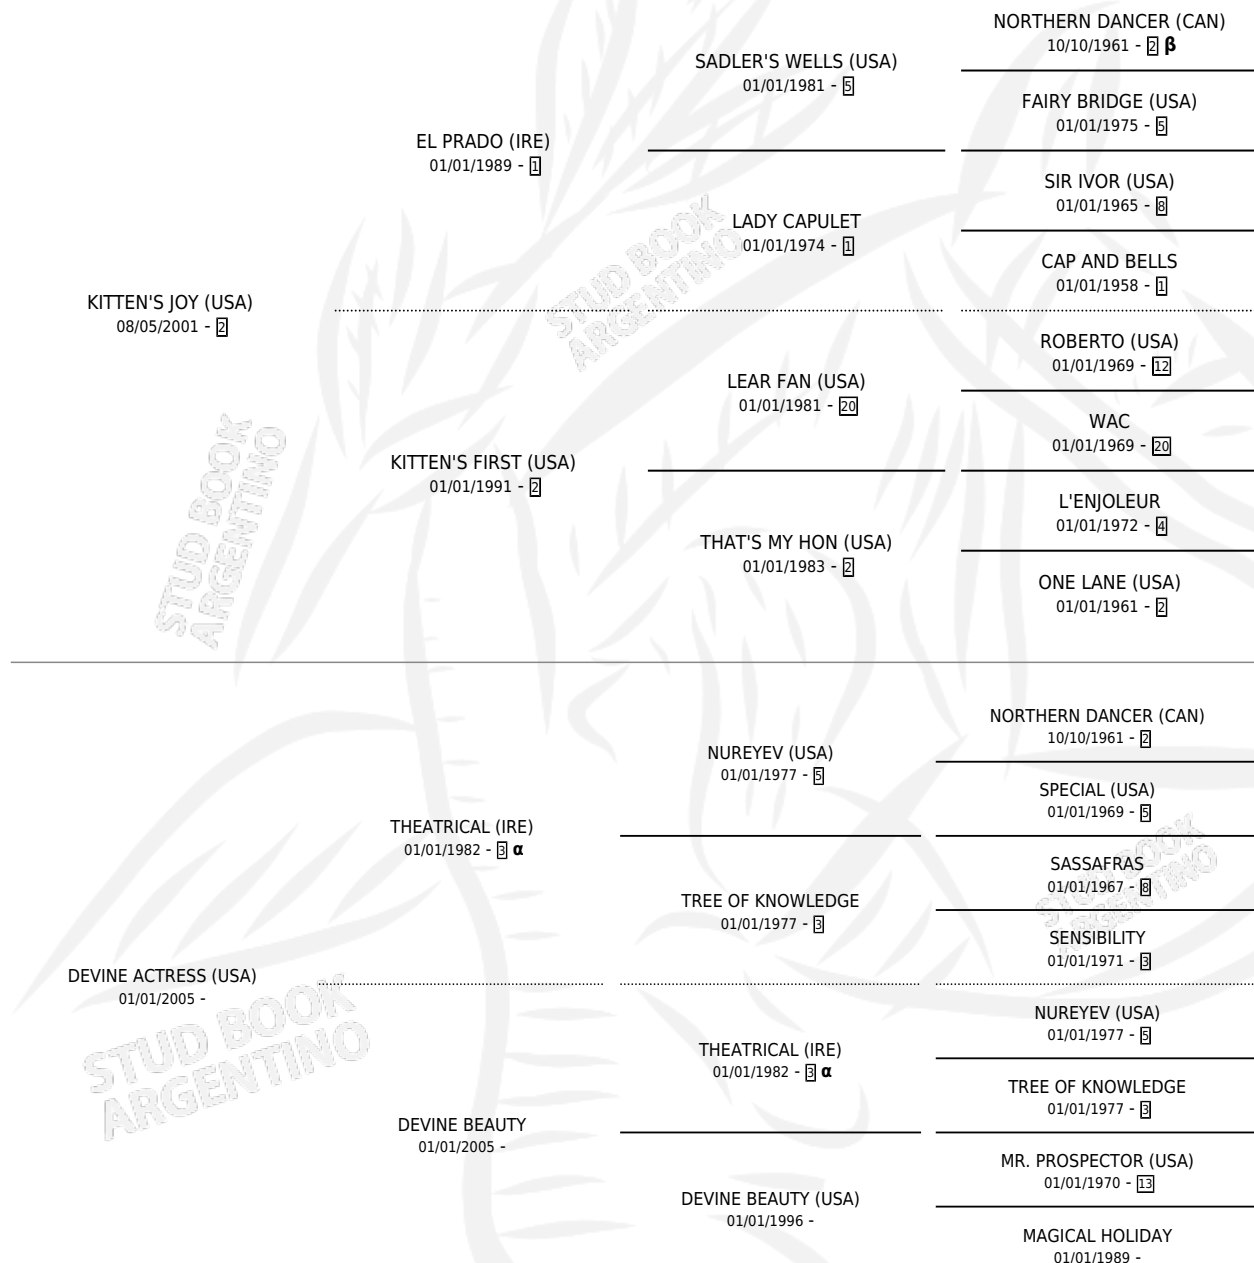 NORTHERN DANCER (CAN)
10/10/1961 - 2 β
SADLER'S WELLS (USA)
01/01/1981 - 5
FAIRY BRIDGE (USA)
01/01/1975 - 5
EL PRADO (IRE)
01/01/1989 - 1
SIR IVOR (USA)
01/01/1965 - 8
LADY CAPULET
01/01/1974 - 1
CAP AND BELLS
01/01/1958 - 1
KITTEN'S JOY (USA)
08/05/2001 - 2
ROBERTO (USA)
01/01/1969 - 12
LEAR FAN (USA)
01/01/1981 - 20
WAC
01/01/1969 - 20
KITTEN'S FIRST (USA)
01/01/1991 - 2
L'ENJOLEUR
01/01/1972 - 4
THAT'S MY HON (USA)
01/01/1983 - 2
ONE LANE (USA)
01/01/1961 - 2
NORTHERN DANCER (CAN)
10/10/1961 - 2
NUREYEV (USA)
01/01/1977 - 5
SPECIAL (USA)
01/01/1969 - 5
THEATRICAL (IRE)
01/01/1982 - 3 α
SASSAFRAS
01/01/1967 - 8
TREE OF KNOWLEDGE
01/01/1977 - 3
SENSIBILITY
01/01/1971 - 3
DEVINE ACTRESS (USA)
01/01/2005 -
NUREYEV (USA)
01/01/1977 - 5
THEATRICAL (IRE)
01/01/1982 - 3 α
TREE OF KNOWLEDGE
01/01/1977 - 3
DEVINE BEAUTY
01/01/2005 -
MR. PROSPECTOR (USA)
01/01/1970 - 13
DEVINE BEAUTY (USA)
01/01/1996 -
MAGICAL HOLIDAY
01/01/1989 -
STUD BOOK
ARGENTINO
STUD BOOK
ARGENTINO
STUD BOOK
ARGENTINO
STUD BOOK
ARGENTINO